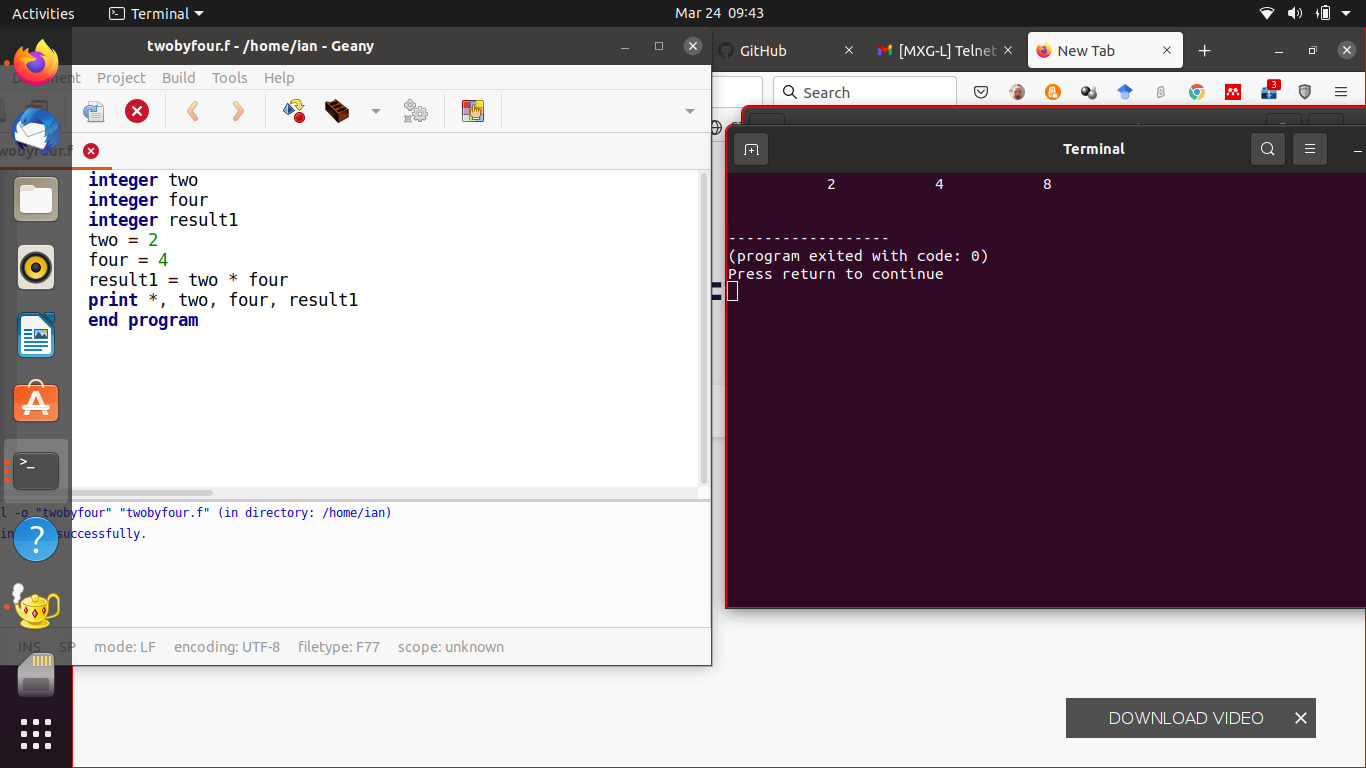 Activities
Terminal
Mar 24 09:43
twobyfour.f - /home/ian - Geany
GitHub
[MXG-L] Telnet
New Tab
Document Project Build Tools Help
Search
3
twobyfour.f
Terminal
integer two
integer four
integer result1
two = 2
four = 4
result1 = two * four
print *, two, four, result1
end program
2 4 8
------------------
(program exited with code: 0)
Press return to continue
=
>_
l -o "twobyfour" "twobyfour.f" (in directory: /home/ian)
successfully.
?
INS SP mode: LF encoding: UTF-8 filetype: F77 scope: unknown
DOWNLOAD VIDEO